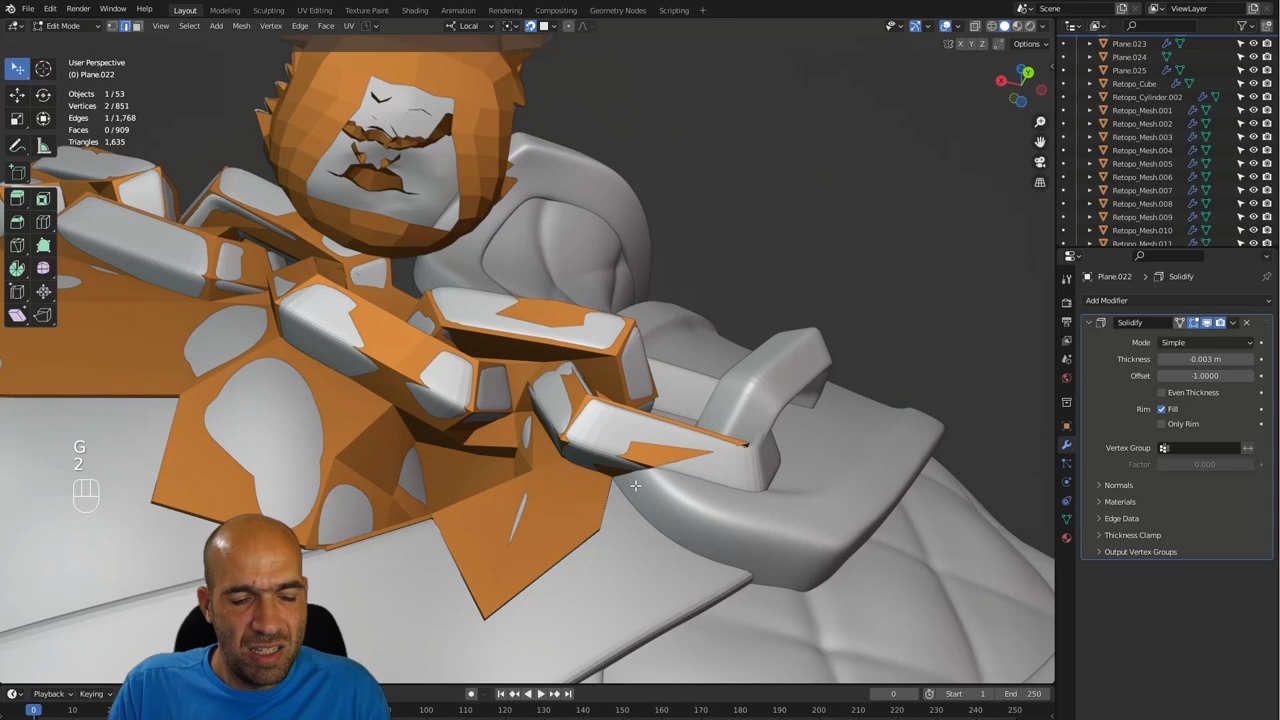 File Edit Render Window Help Layout Modeling Sculpting UV Editing Texture Paint Shading Animation Rendering Compositing Geometry Nodes Scripting Scene ViewLayer
Edit Mode View Select Add Mesh Vertex Edge Face UV Local
X Y Z Options
User Perspective
(0) Plane.022
Objects 1/53
Vertices 2/851
Edges 1/1,768
Faces 0/909
Triangles 1,635
X Y Z
G
2
Plane.023
Plane.024
Plane.025
Retopo_Cube
Retopo_Cylinder.002
Retopo_Mesh.001
Retopo_Mesh.002
Retopo_Mesh.003
Retopo_Mesh.004
Retopo_Mesh.005
Retopo_Mesh.006
Retopo_Mesh.007
Retopo_Mesh.008
Retopo_Mesh.009
Retopo_Mesh.010
Retopo_Mesh.011
Plane.022 Solidify
Add Modifier
Solidify
Mode Simple
Thickness -0.003 m
Offset -1.0000
Even Thickness
Rim Fill
Only Rim
Vertex Group
Factor 0.000
Normals
Materials
Edge Data
Thickness Clamp
Output Vertex Groups
Playback Keying 0 Start 1 End 250
0 10 100 110 120 130 140 150 160 170 180 190 200 210 220 230 240 250